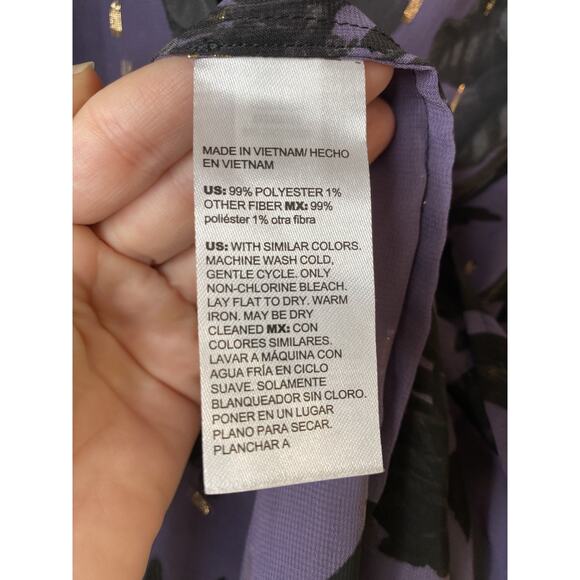 MADE IN VIETNAM/ HECHO
EN VIETNAM
US: 99% POLYESTER 1%
OTHER FIBER MX: 99%
poliéster 1% otra fibra
US: WITH SIMILAR COLORS.
MACHINE WASH COLD,
GENTLE CYCLE. ONLY
NON-CHLORINE BLEACH.
LAY FLAT TO DRY. WARM
IRON. MAY BE DRY
CLEANED MX: CON
COLORES SIMILARES.
LAVAR A MÁQUINA CON
AGUA FRÍA EN CICLO
SUAVE. SOLAMENTE
BLANQUEADOR SIN CLORO.
PONER EN UN LUGAR
PLANO PARA SECAR.
PLANCHAR A